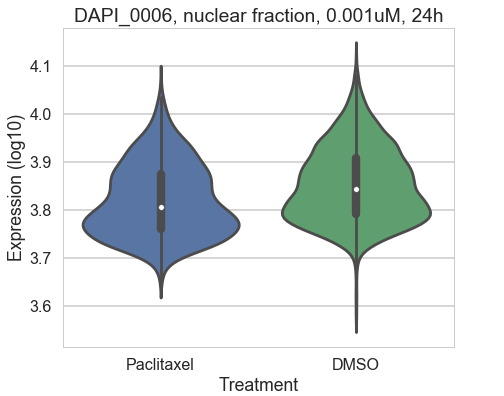 DAPI_0006, nuclear fraction, 0.001uM, 24h
4.1
4.0
3.9
3.8
3.7
3.6
Expression (log10)
Paclitaxel
DMSO
Treatment